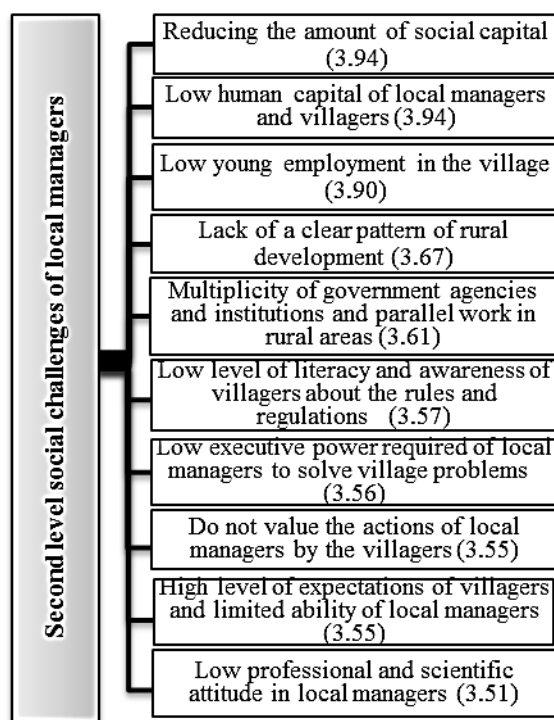 Second level social challenges of local managers
Reducing the amount of social capital
(3.94)
Low human capital of local managers
and villagers (3.94)
Low young employment in the village
(3.90)
Lack of a clear pattern of rural
development (3.67)
Multiplicity of government agencies
and institutions and parallel work in
rural areas (3.61)
Low level of literacy and awareness of
villagers about the rules and
regulations (3.57)
Low executive power required of local
managers to solve village problems
(3.56)
Do not value the actions of local
managers by the villagers (3.55)
High level of expectations of villagers
and limited ability of local managers
(3.55)
Low professional and scientific
attitude in local managers (3.51)